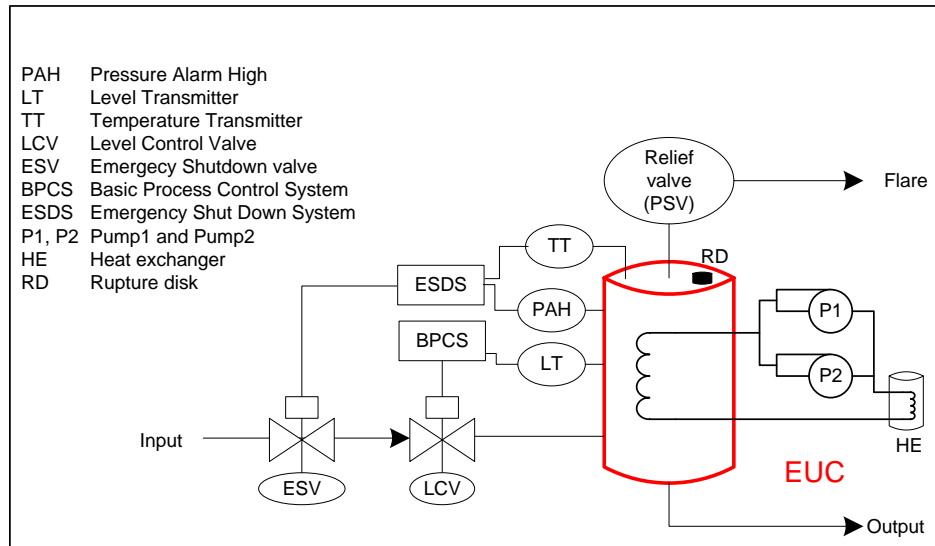 PAH Pressure Alarm High
LT Level Transmitter
TT Temperature Transmitter
LCV Level Control Valve
ESV Emergecy Shutdown valve
BPCS Basic Process Control System
ESDS Emergency Shut Down System
P1, P2 Pump1 and Pump2
HE Heat exchanger
RD Rupture disk
Relief
valve
(PSV)
Flare
TT
RD
ESDS
PAH
P1
BPCS
LT
P2
Input
HE
ESV
LCV
EUC
Output